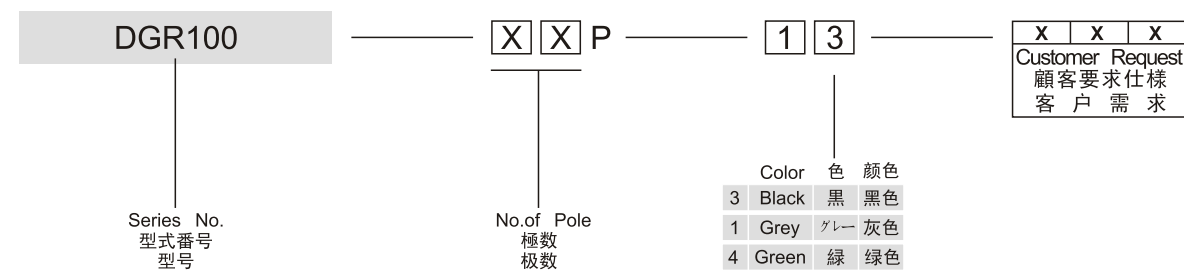 DGR100 XXP 13 X X X
Customer Request
顧客要求仕様
客户需求
Series No.
型式番号
型号
No.of Pole
極数
极数
Color 色 颜色
3 Black 黒 黑色
1 Grey グレー 灰色
4 Green 緑 绿色